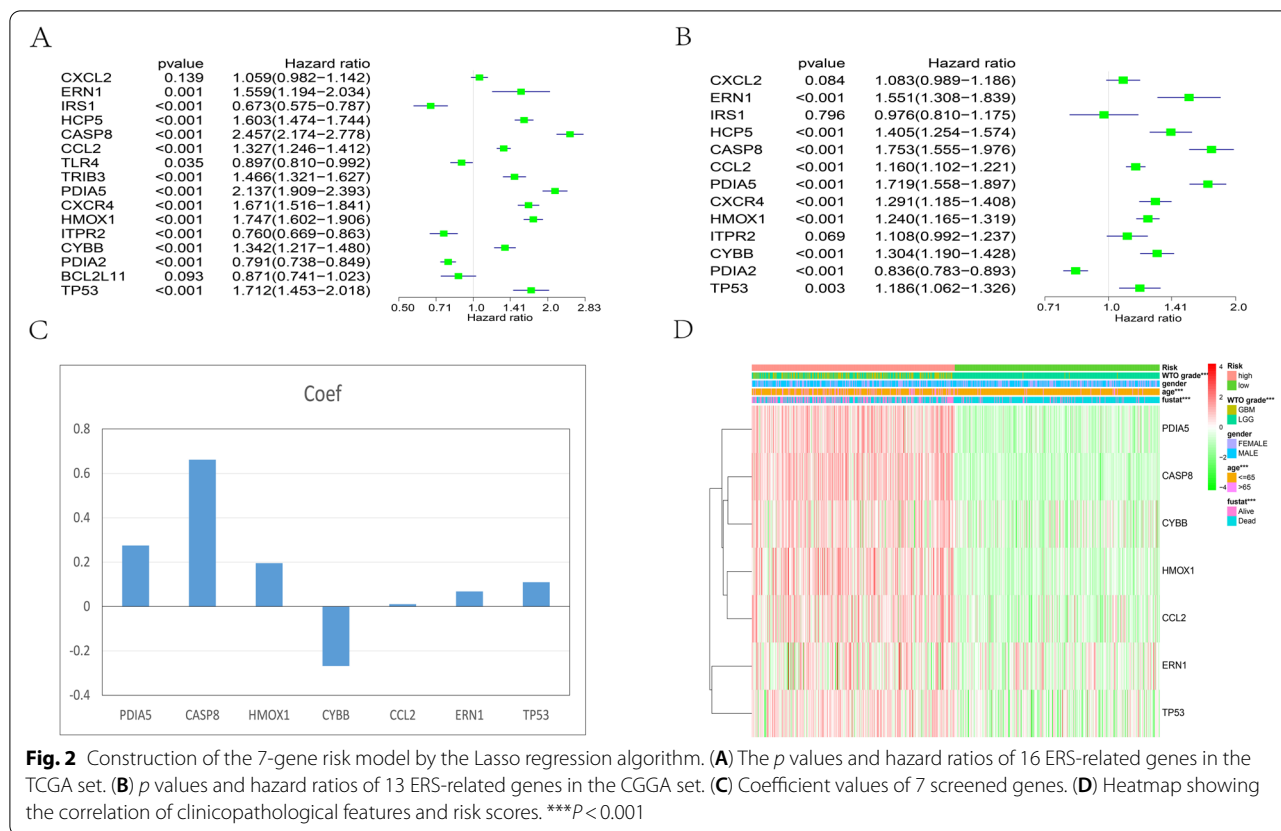 A
pvalue Hazard ratio
CXCL2 0.139 1.059(0.982−1.142)
ERN1 0.001 1.559(1.194−2.034)
IRS1 <0.001 0.673(0.575−0.787)
HCP5 <0.001 1.603(1.474−1.744)
CASP8 <0.001 2.457(2.174−2.778)
CCL2 <0.001 1.327(1.246−1.412)
TLR4 0.035 0.897(0.810−0.992)
TRIB3 <0.001 1.466(1.321−1.627)
PDIA5 <0.001 2.137(1.909−2.393)
CXCR4 <0.001 1.671(1.516−1.841)
HMOX1 <0.001 1.747(1.602−1.906)
ITPR2 <0.001 0.760(0.669−0.863)
CYBB <0.001 1.342(1.217−1.480)
PDIA2 <0.001 0.791(0.738−0.849)
BCL2L11 0.093 0.871(0.741−1.023)
TP53 <0.001 1.712(1.453−2.018)
0.50 0.71 1.0 1.41 2.0 2.83
Hazard ratio
B
pvalue Hazard ratio
CXCL2 0.084 1.083(0.989−1.186)
ERN1 <0.001 1.551(1.308−1.839)
IRS1 0.796 0.976(0.810−1.175)
HCP5 <0.001 1.405(1.254−1.574)
CASP8 <0.001 1.753(1.555−1.976)
CCL2 <0.001 1.160(1.102−1.221)
PDIA5 <0.001 1.719(1.558−1.897)
CXCR4 <0.001 1.291(1.185−1.408)
HMOX1 <0.001 1.240(1.165−1.319)
ITPR2 0.069 1.108(0.992−1.237)
CYBB <0.001 1.304(1.190−1.428)
PDIA2 <0.001 0.836(0.783−0.893)
TP53 0.003 1.186(1.062−1.326)
0.71 1.0 1.41 2.0
Hazard ratio
C
Coef
0.8
0.6
0.4
0.2
0
-0.2
-0.4
PDIA5 CASP8 HMOX1 CYBB CCL2 ERN1 TP53
D
Risk
WTO grade***
gender
age***
fustat***
PDIA5
CASP8
CYBB
HMOX1
CCL2
ERN1
TP53
4
2
0
−2
−4
Risk
high
low
WTO grade***
GBM
LGG
gender
FEMALE
MALE
age***
<=65
>65
fustat***
Alive
Dead
Fig. 2 Construction of the 7-gene risk model by the Lasso regression algorithm. (A) The p values and hazard ratios of 16 ERS-related genes in the
TCGA set. (B) p values and hazard ratios of 13 ERS-related genes in the CGGA set. (C) Coefficient values of 7 screened genes. (D) Heatmap showing
the correlation of clinicopathological features and risk scores. ***P < 0.001